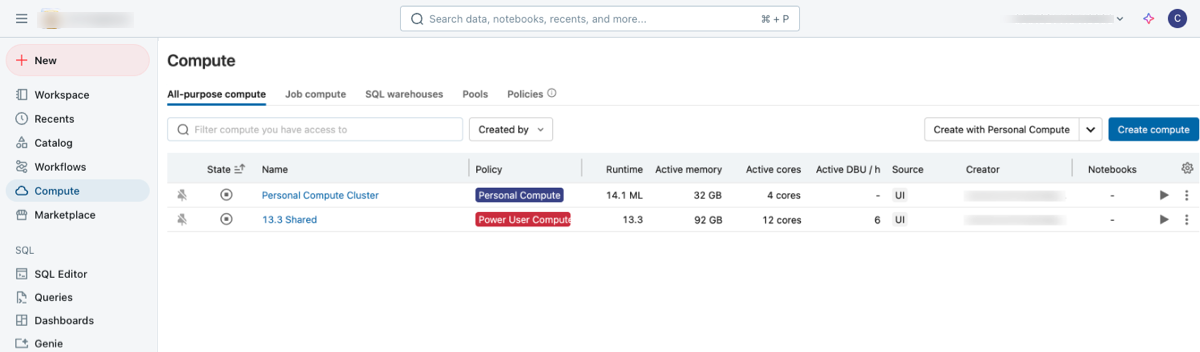 Search data, notebooks, recents, and more... ⌘ + P
C
New
Workspace
Recents
Catalog
Workflows
Compute
Marketplace
SQL
SQL Editor
Queries
Dashboards
Genie
Compute
All-purpose compute Job compute SQL warehouses Pools Policies
Filter compute you have access to Created by Create with Personal Compute Create compute
State Name Policy Runtime Active memory Active cores Active DBU / h Source Creator Notebooks
Personal Compute Cluster Personal Compute 14.1 ML 32 GB 4 cores - UI -
13.3 Shared Power User Compute 13.3 92 GB 12 cores 6 UI -